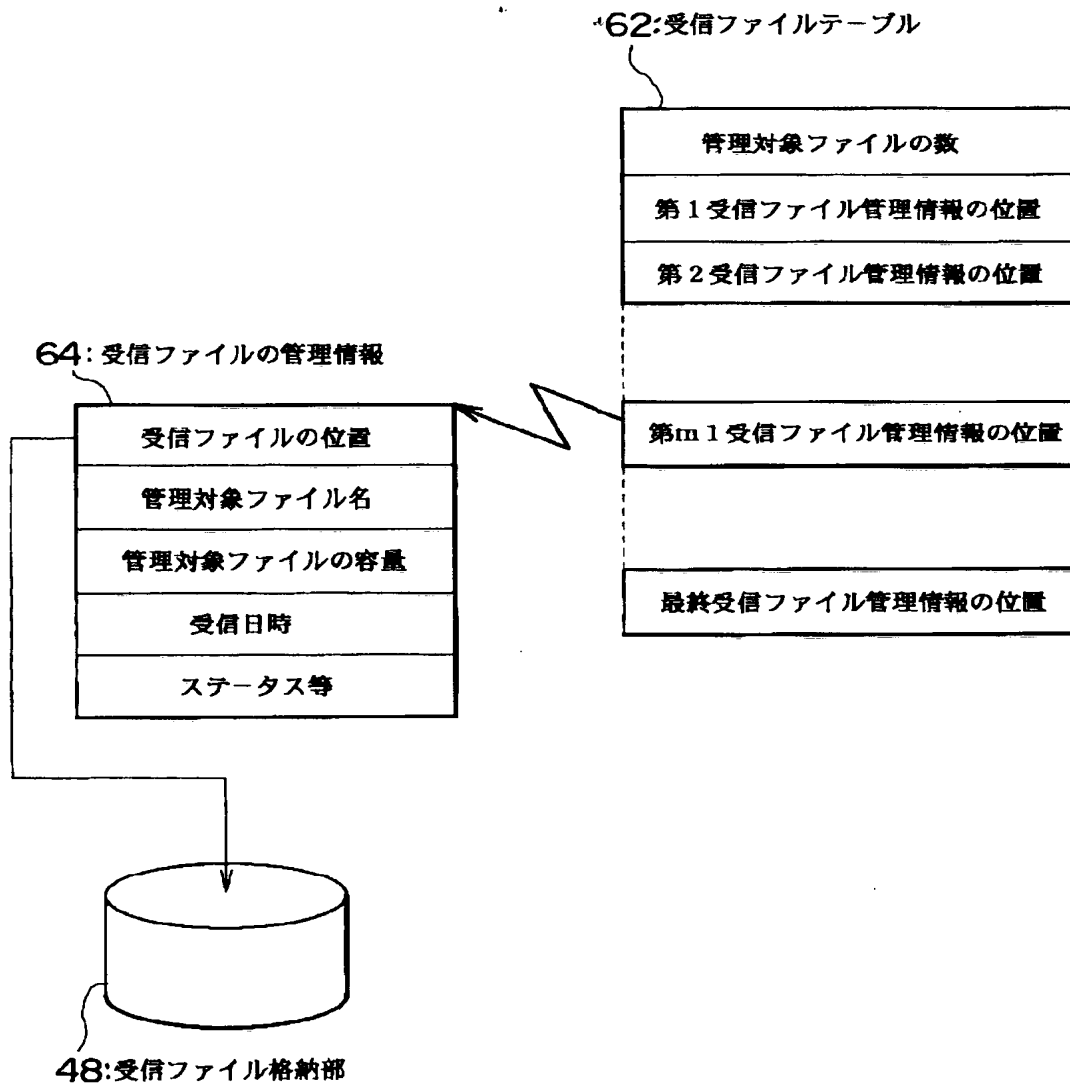 62:受信ファイルテーブル
管理対象ファイルの数
第1受信ファイル管理情報の位置
第2受信ファイル管理情報の位置
第m1受信ファイル管理情報の位置
最終受信ファイル管理情報の位置
64:受信ファイルの管理情報
受信ファイルの位置
管理対象ファイル名
管理対象ファイルの容量
受信日時
ステータス等
48:受信ファイル格納部